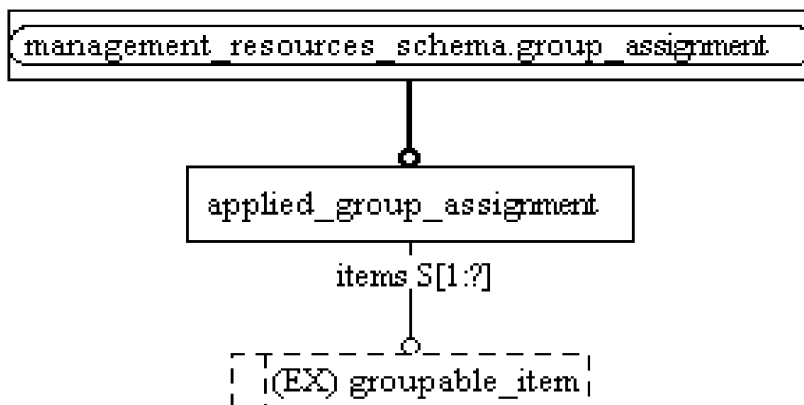 management_resources_schema.group_assignment
applied_group_assignment
items S[1:?]
(EX) groupable_item